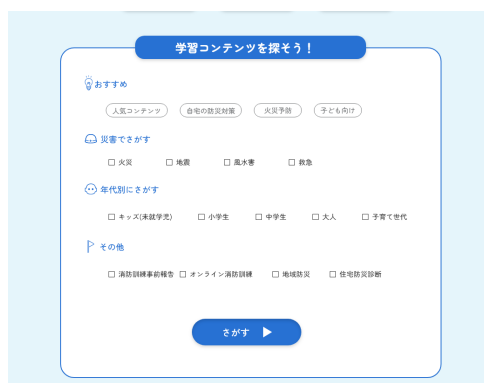 学習コンテンツを探そう！
おすすめ
人気コンテンツ 自宅の防災対策 火災予防 子ども向け
災害でさがす
火災 地震 風水害 救急
年代別にさがす
キッズ(未就学児) 小学生 中学生 大人 子育て世代
その他
消防訓練事前報告 オンライン消防訓練 地域防災 住宅防災診断
さがす